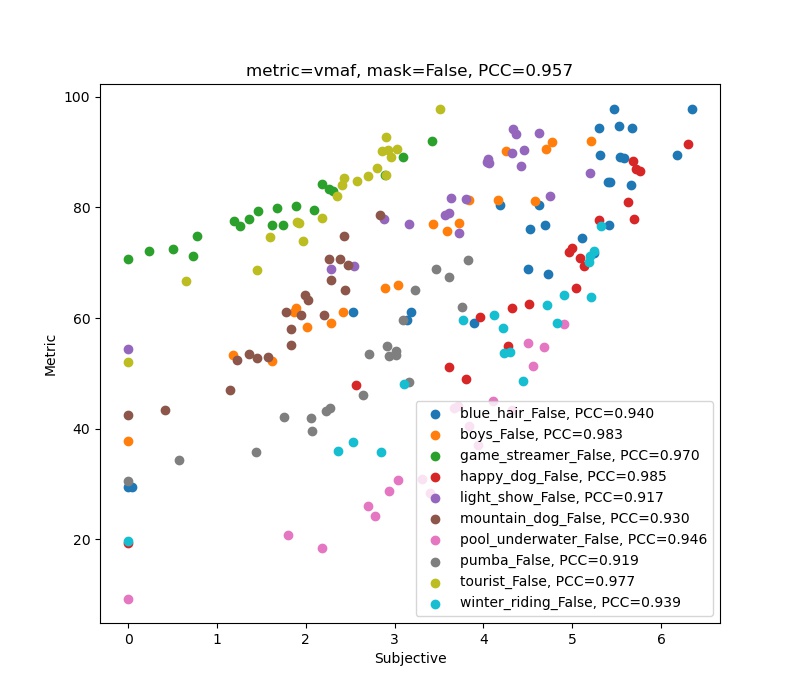 metric=vmaf, mask=False, PCC=0.957
100
80
60
40
20
Metric
blue_hair_False, PCC=0.940
boys_False, PCC=0.983
game_streamer_False, PCC=0.970
happy_dog_False, PCC=0.985
light_show_False, PCC=0.917
mountain_dog_False, PCC=0.930
pool_underwater_False, PCC=0.946
pumba_False, PCC=0.919
tourist_False, PCC=0.977
winter_riding_False, PCC=0.939
0 1 2 3 4 5 6
Subjective